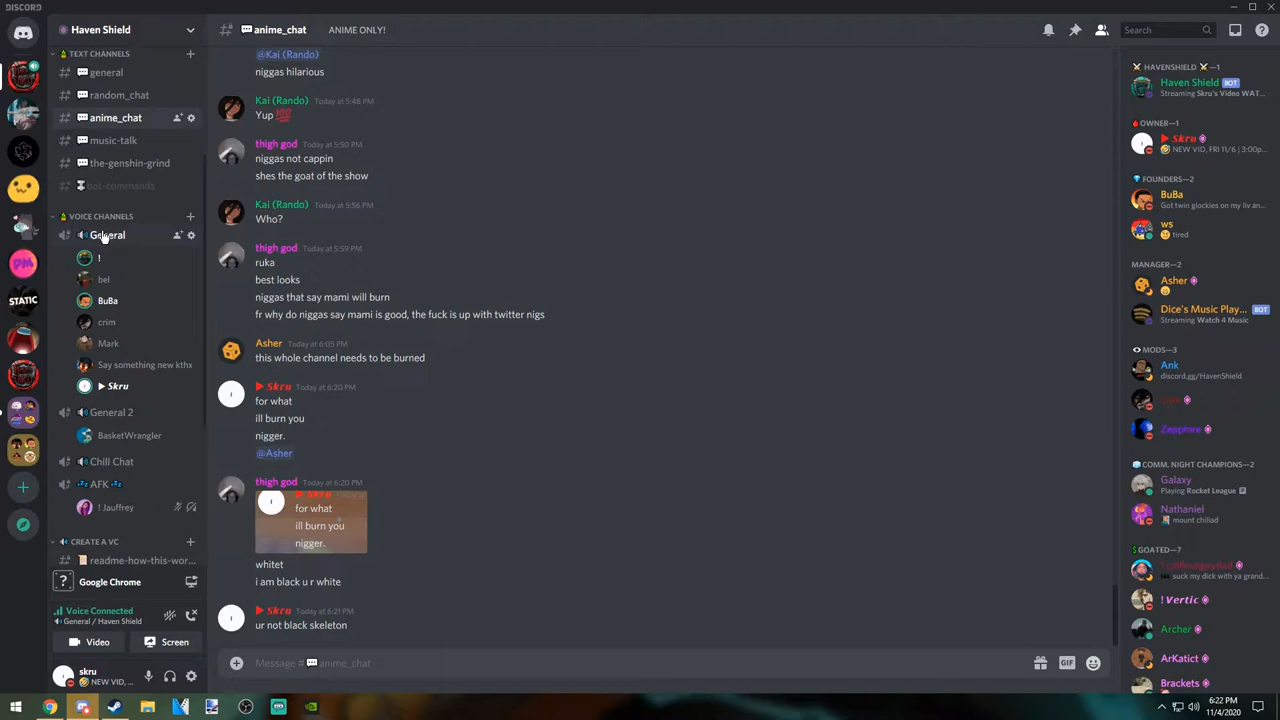 DISCORD
Haven Shield
anime_chat
ANIME ONLY!
Search
TEXT CHANNELS
general
random_chat
anime_chat
music-talk
the-genshin-grind
bot-commands
VOICE CHANNELS
General
!
bel
BuBa
crim
Mark
Say something new kthx
Skru
General 2
BasketWrangler
Chill Chat
AFK
! Jauffrey
CREATE A VC
readme-how-this-wor...
Google Chrome
Voice Connected
General / Haven Shield
Video
Screen
skru
NEW VID, ...
@Kai (Rando)
niggas hilarious
Kai (Rando) Today at 5:48 PM
Yup 💯
thigh god Today at 5:50 PM
niggas not cappin
shes the goat of the show
Kai (Rando) Today at 5:56 PM
Who?
thigh god Today at 5:59 PM
ruka
best looks
niggas that say mami will burn
fr why do niggas say mami is good, the fuck is up with twitter nigs
Asher Today at 6:05 PM
this whole channel needs to be burned
Skru Today at 6:20 PM
for what
ill burn you
nigger.
@Asher
thigh god Today at 6:20 PM
Skru Today at
for what
ill burn you
nigger.
whitet
i am black u r white
Skru Today at 6:21 PM
ur not black skeleton
Message # anime_chat
GIF
HAVENSHIELD —1
Haven Shield BOT
Streaming Skru's Video WAT...
OWNER—1
Skru
NEW VID, FRI 11/6 | 3:00p...
FOUNDERS—2
BuBa
Got twin glockies on my liv an...
ws
tired
MANAGER—2
Asher
Dice's Music Play... BOT
Streaming Watch 4 Music
MODS—3
Ank
discord.gg/HavenShield
Zapphire
COMM. NIGHT CHAMPIONS—2
Galaxy
Playing Rocket League
Nathaniel
mount chiliad
GOATED—7
suck my dick with ya grand...
! Vertic
Archer
ArKatict
Brackets
6:22 PM
11/4/2020